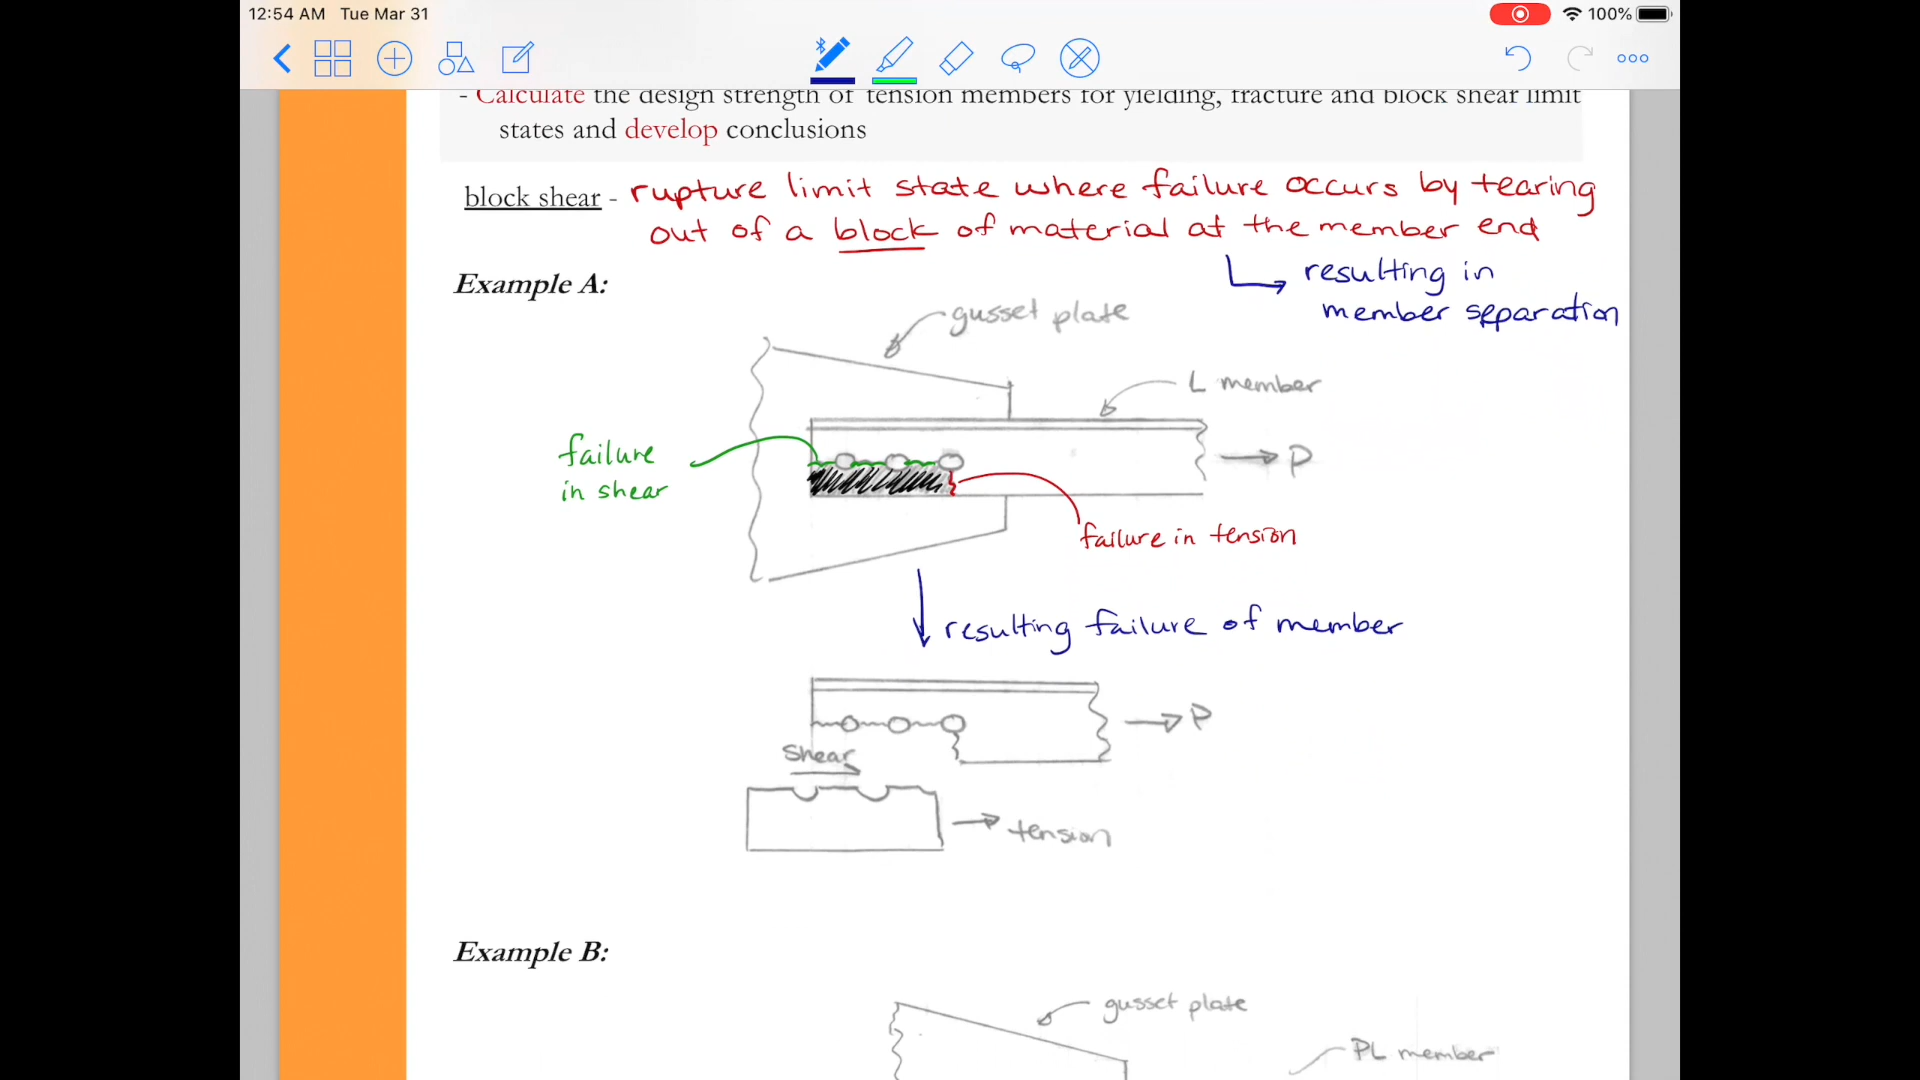 12:54 AM Tue Mar 31
100%
- Calculate the design strength of tension members for yielding, fracture and block shear limit
states and develop conclusions
block shear - rupture limit state where failure occurs by tearing
out of a block of material at the member end
resulting in
member separation
Example A:
gusset plate
L member
failure
in shear
P
failure in tension
resulting failure of member
P
shear
tension
Example B:
gusset plate
PL member